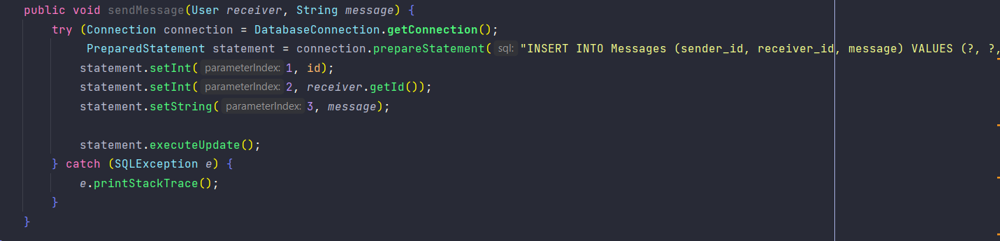 public void sendMessage(User receiver, String message) {
try (Connection connection = DatabaseConnection.getConnection();
PreparedStatement statement = connection.prepareStatement( sql: "INSERT INTO Messages (sender_id, receiver_id, message) VALUES (?, ?,
statement.setInt( parameterIndex: 1, id);
statement.setInt( parameterIndex: 2, receiver.getId());
statement.setString( parameterIndex: 3, message);
statement.executeUpdate();
} catch (SQLException e) {
e.printStackTrace();
}
}